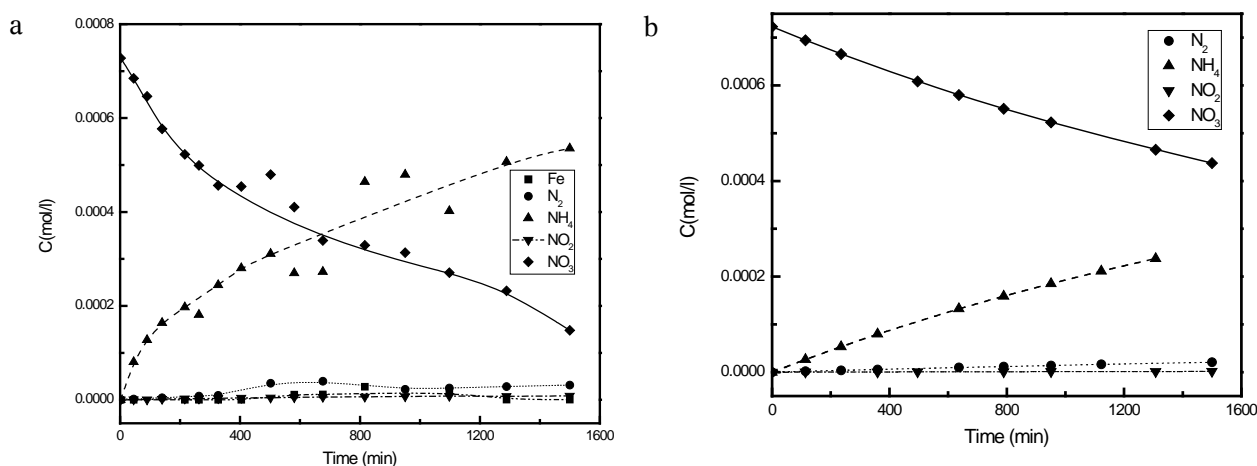 a
0.0008
0.0006
0.0004
0.0002
0.0000
C(mol/l)
0 400 800 1200 1600
Time (min)
Fe
N₂
NH₄
NO₂
NO₃
b
0.0006
0.0004
0.0002
0.0000
C(mol/l)
0 400 800 1200 1600
Time (min)
N₂
NH₄
NO₂
NO₃